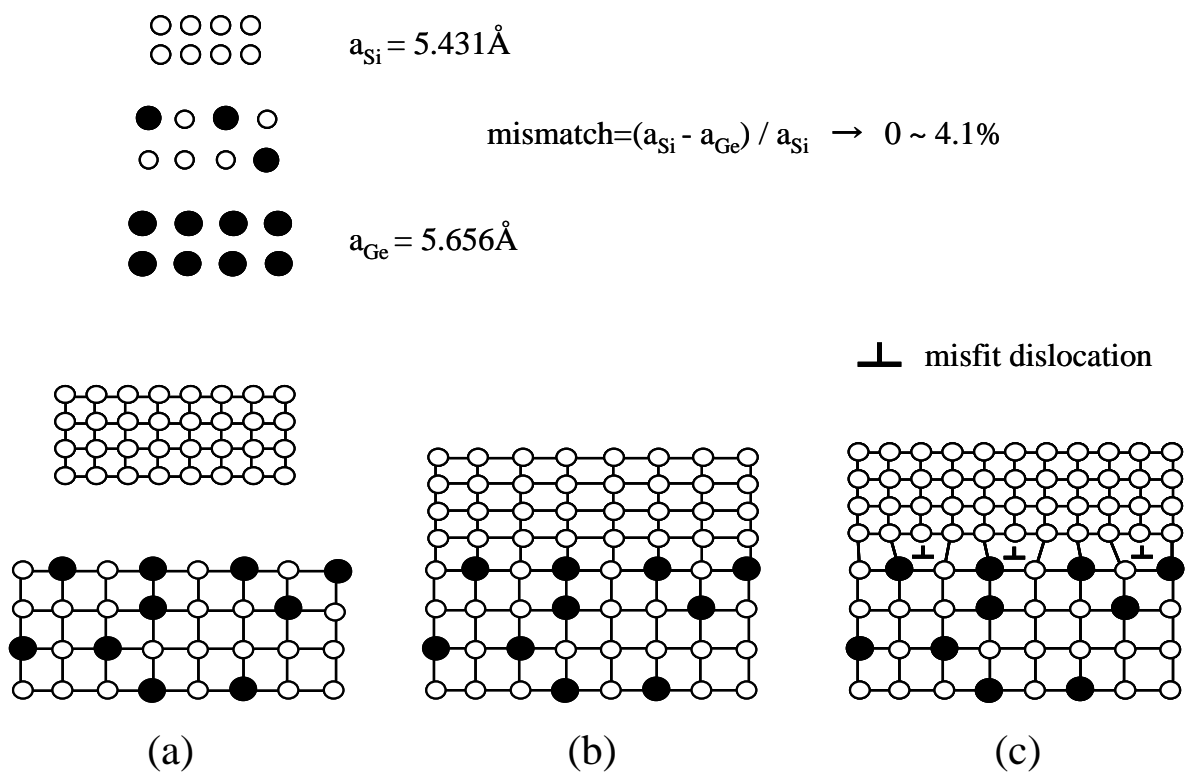 a_Si = 5.431Å
mismatch=(a_Si - a_Ge) / a_Si → 0 ~ 4.1%
a_Ge = 5.656Å
⊥ misfit dislocation
(a)
(b)
(c)